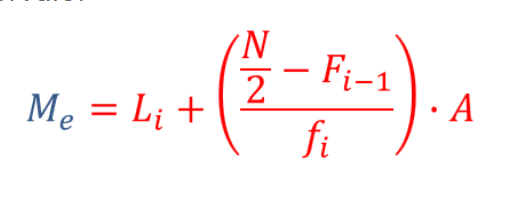 Mₑ = Lᵢ + ((N/2 − Fᵢ₋₁)/fᵢ) · A